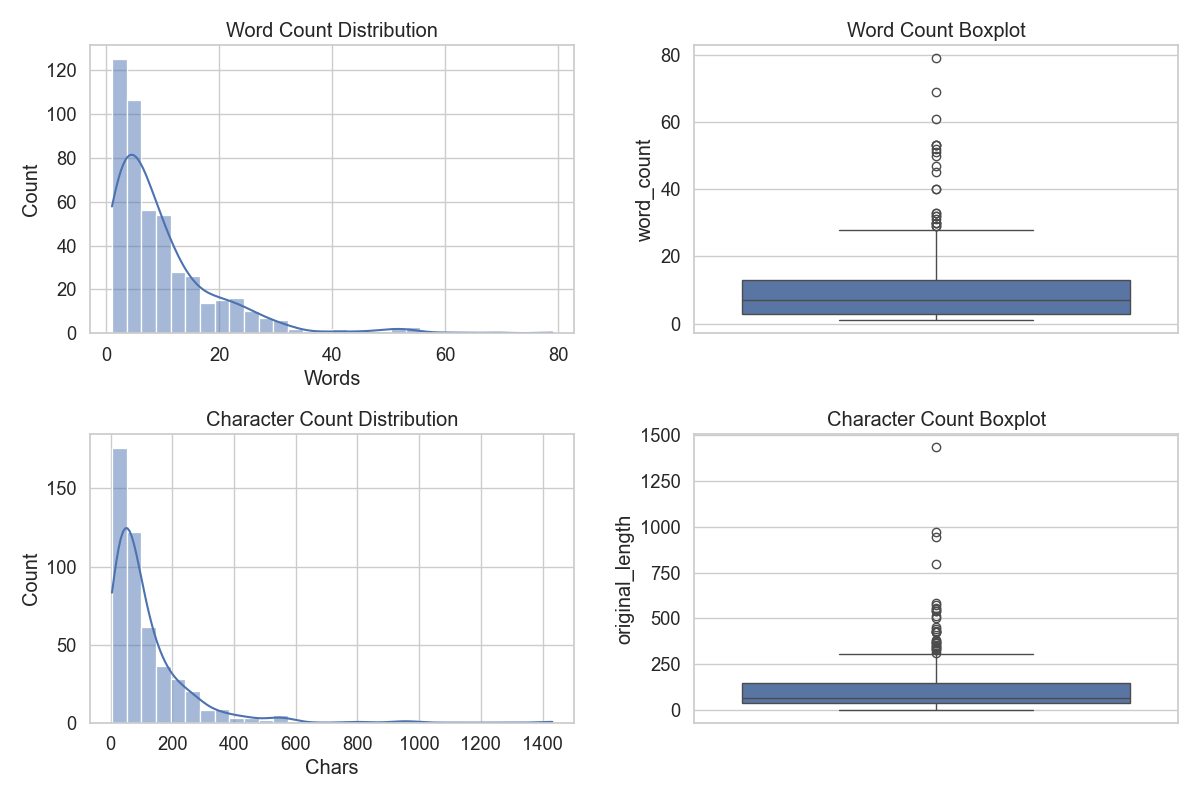 Word Count Distribution
120
100
80
60
40
20
0
Count
0 20 40 60 80
Words
Word Count Boxplot
80
60
40
20
0
word_count
Character Count Distribution
150
100
50
0
Count
0 200 400 600 800 1000 1200 1400
Chars
Character Count Boxplot
1500
1250
1000
750
500
250
0
original_length